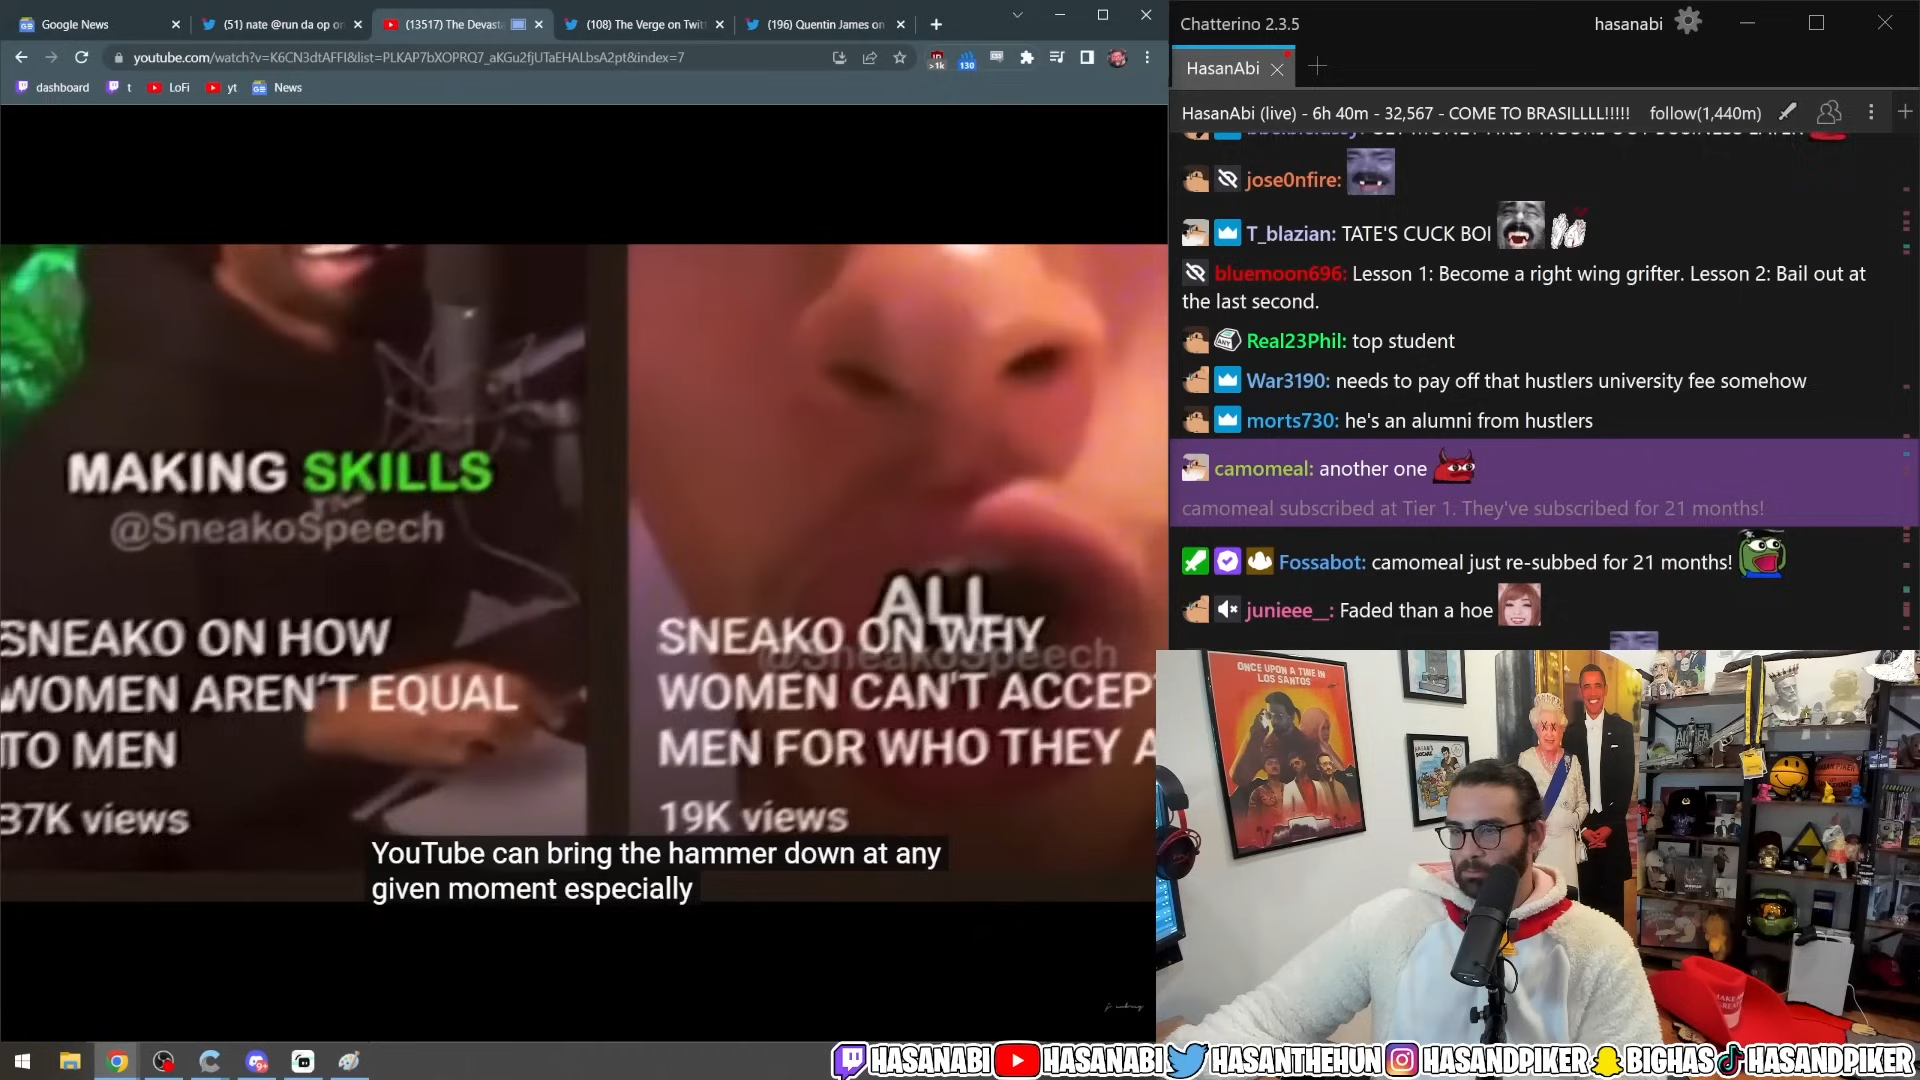 Google News
(51) nate @run da op on
(13517) The Devasta
(108) The Verge on Twit
(196) Quentin James on
youtube.com/watch?v=K6CN3dtAFFI&list=PLKAP7bXOPRQ7_aKGu2fjUTaEHALbsA2pt&index=7
>1k
130
dashboard
t
LoFi
yt
News
MAKING SKILLS
@SneakoSpeech
SNEAKO ON HOW
WOMEN AREN'T EQUAL
TO MEN
37K views
ALL
@SneakoSpeech
SNEAKO ON WHY
WOMEN CAN'T ACCEPT
MEN FOR WHO THEY A
19K views
YouTube can bring the hammer down at any
given moment especially
Chatterino 2.3.5
hasanabi
HasanAbi
HasanAbi (live) - 6h 40m - 32,567 - COME TO BRASILLLL!!!!! follow(1,440m)
jose0nfire:
T_blazian: TATE'S CUCK BOI
bluemoon696: Lesson 1: Become a right wing grifter. Lesson 2: Bail out at
the last second.
Real23Phil: top student
War3190: needs to pay off that hustlers university fee somehow
morts730: he's an alumni from hustlers
camomeal: another one
camomeal subscribed at Tier 1. They've subscribed for 21 months!
Fossabot: camomeal just re-subbed for 21 months!
junieee__: Faded than a hoe
ONCE UPON A TIME IN
LOS SANTOS
HASANABI
HASANABI
HASANTHEHUN
HASANDPIKER
BIGHAS
HASANDPIKER